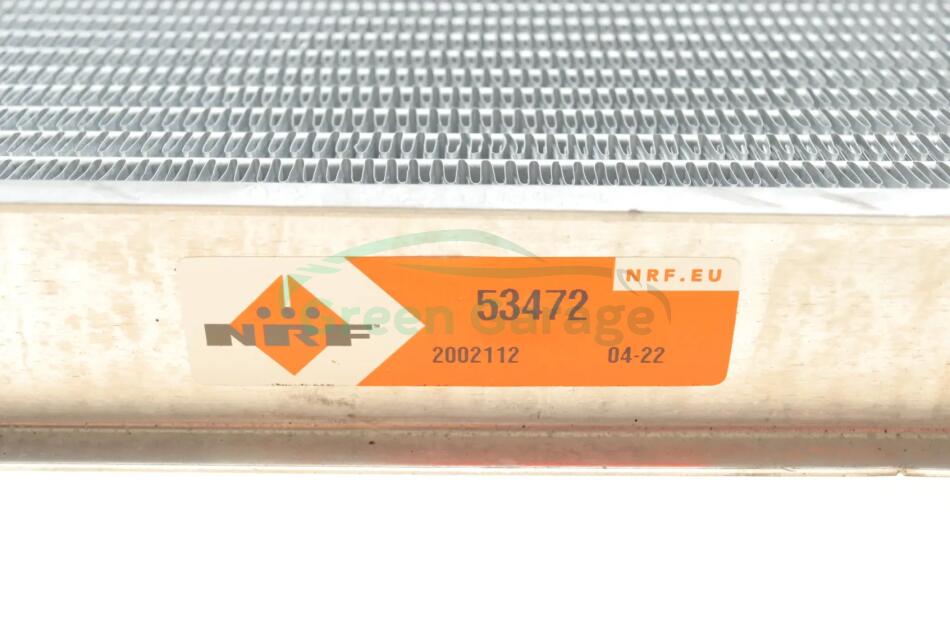 NRF.EU
53472
NRF
Green Garage
2002112 04-22